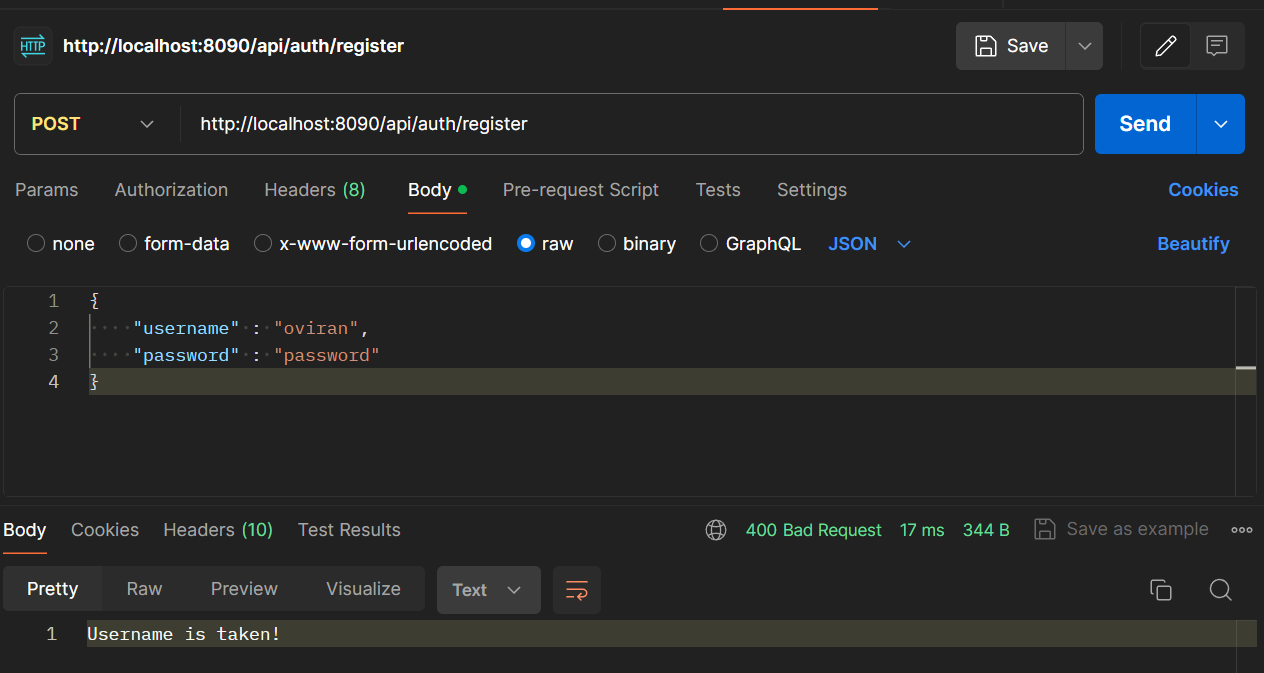 HTTP http://localhost:8090/api/auth/register Save
POST http://localhost:8090/api/auth/register Send
Params Authorization Headers (8) Body Pre-request Script Tests Settings Cookies
none form-data x-www-form-urlencoded raw binary GraphQL JSON Beautify
1 {
2 "username" : "oviran",
3 "password" : "password"
4 }
Body Cookies Headers (10) Test Results 400 Bad Request 17 ms 344 B Save as example
Pretty Raw Preview Visualize Text
1 Username is taken!